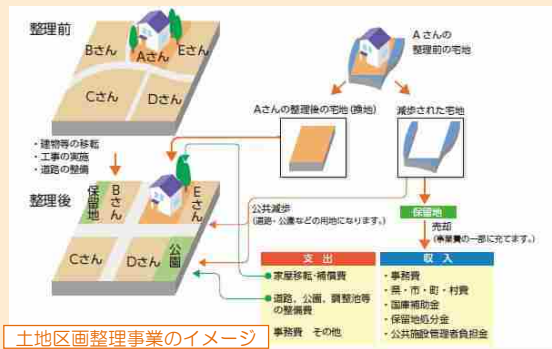 整理前
Bさん
Aさん
Eさん
Cさん
Dさん
Aさんの
整理前の宅地
Aさんの整理後の宅地(換地)
減歩された宅地
・建物等の移転
・工事の実施
・道路の整備
整理後
保留地
Bさん
Eさん
Cさん
Dさん
公園
公共減歩
(道路・公園などの用地になります。)
保留地
売却
(事業費の一部に充てます。)
支出
家屋移転・補償費
道路、公園、調整池等
の整備費
事務費 その他
収入
・事務費
・県・市・町・村費
・国庫補助金
・保留地処分金
・公共施設管理者負担金
土地区画整理事業のイメージ